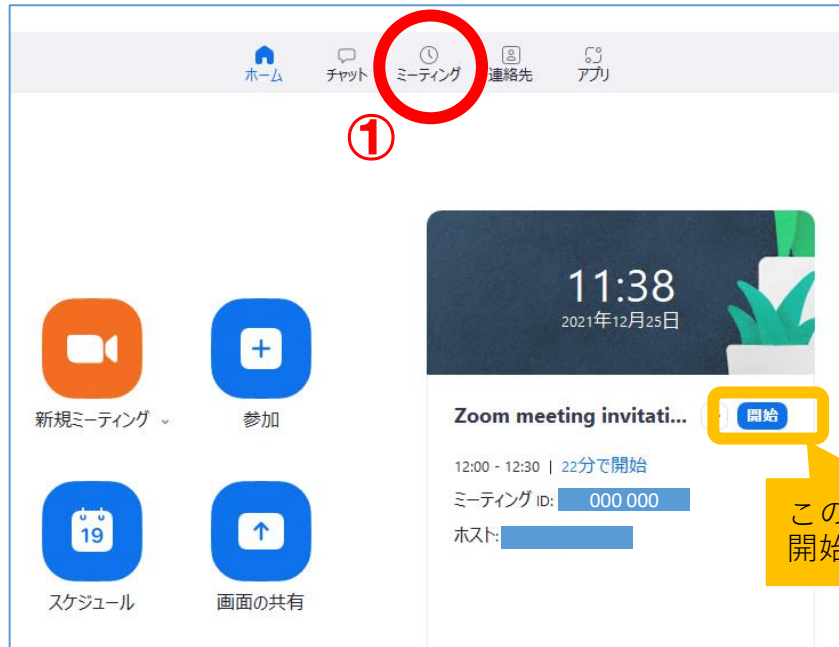 ホーム チャット ミーティング 連絡先 アプリ
①
11:38
2021年12月25日
新規ミーティング 参加
Zoom meeting invitati... 開始
12:00 - 12:30 | 22分で開始
ミーティング ID: 000 000
ホスト:
この
開始
19
スケジュール 画面の共有